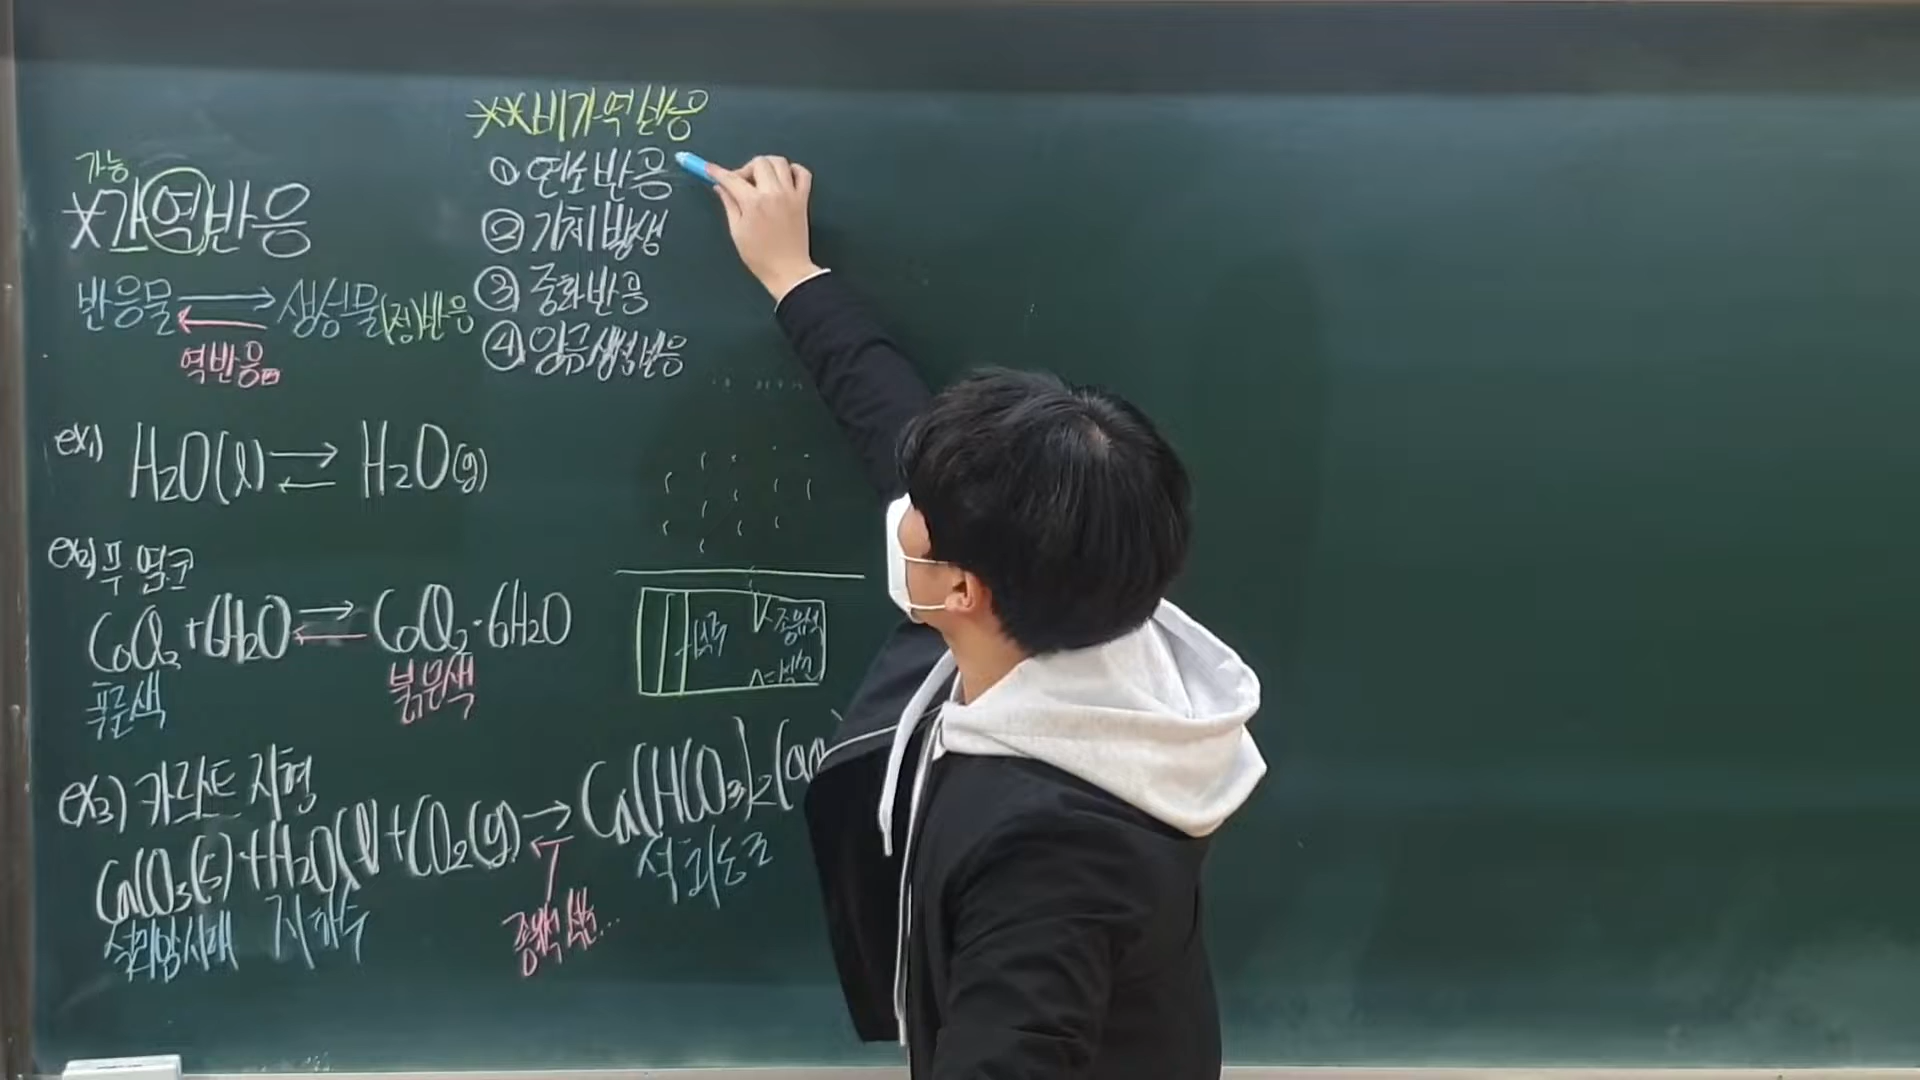 가능
*가역반응
반응물 ⇄ 생성물 (정)반응
역반응
ex1) H₂O(l) ⇄ H₂O(g)
ex2) 푸 염코
CoCl₂+6H₂O ⇄ CoCl₂·6H₂O
푸른색 붉은색
ex3) 카르스트 지형
CaCO₃(s)+H₂O(l)+CO₂(g) ⇄ Ca(HCO₃)₂(aq
석회암지대 지하수 석회동굴
종유석 석순...
**비가역반응
① 연소반응
② 기체발생
③ 중화반응
④ 앙금생성반응
종유석